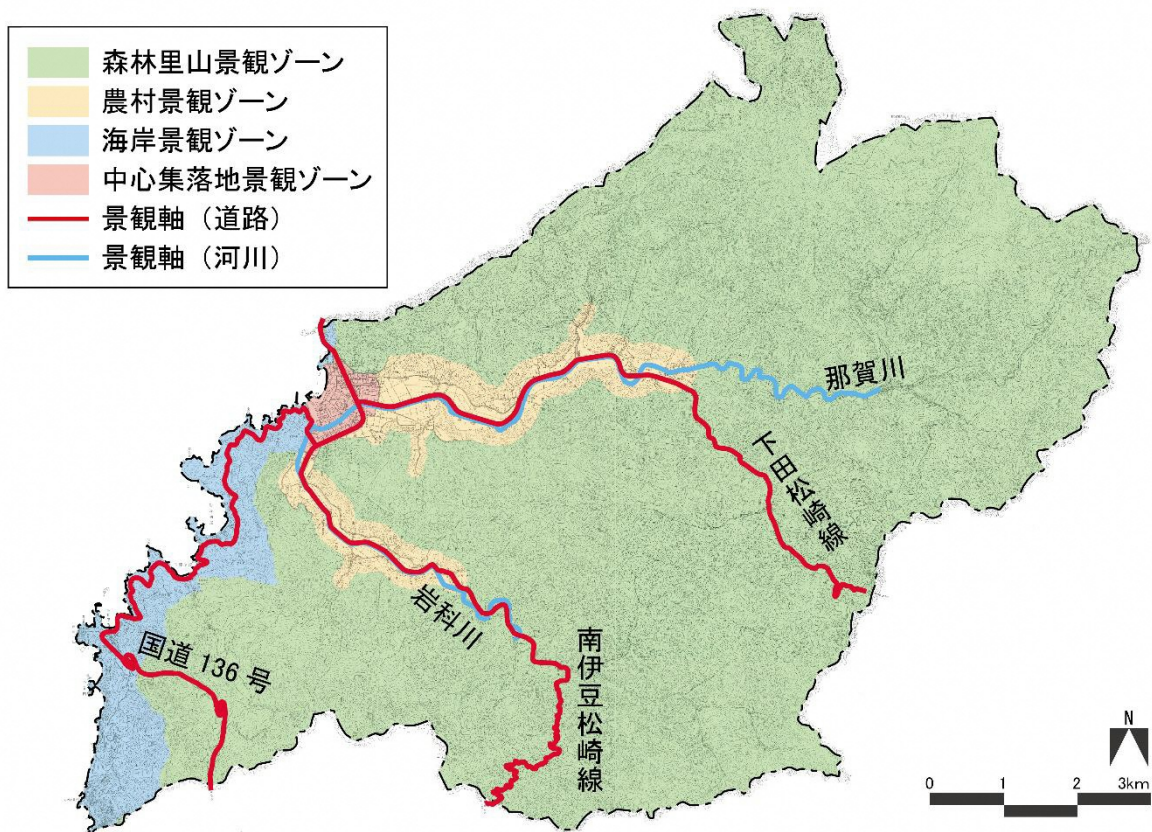 森林里山景観ゾーン
農村景観ゾーン
海岸景観ゾーン
中心集落地景観ゾーン
景観軸（道路）
景観軸（河川）
那賀川
下田松崎線
岩科川
国道 136 号
南伊豆松崎線
N
0 1 2 3km